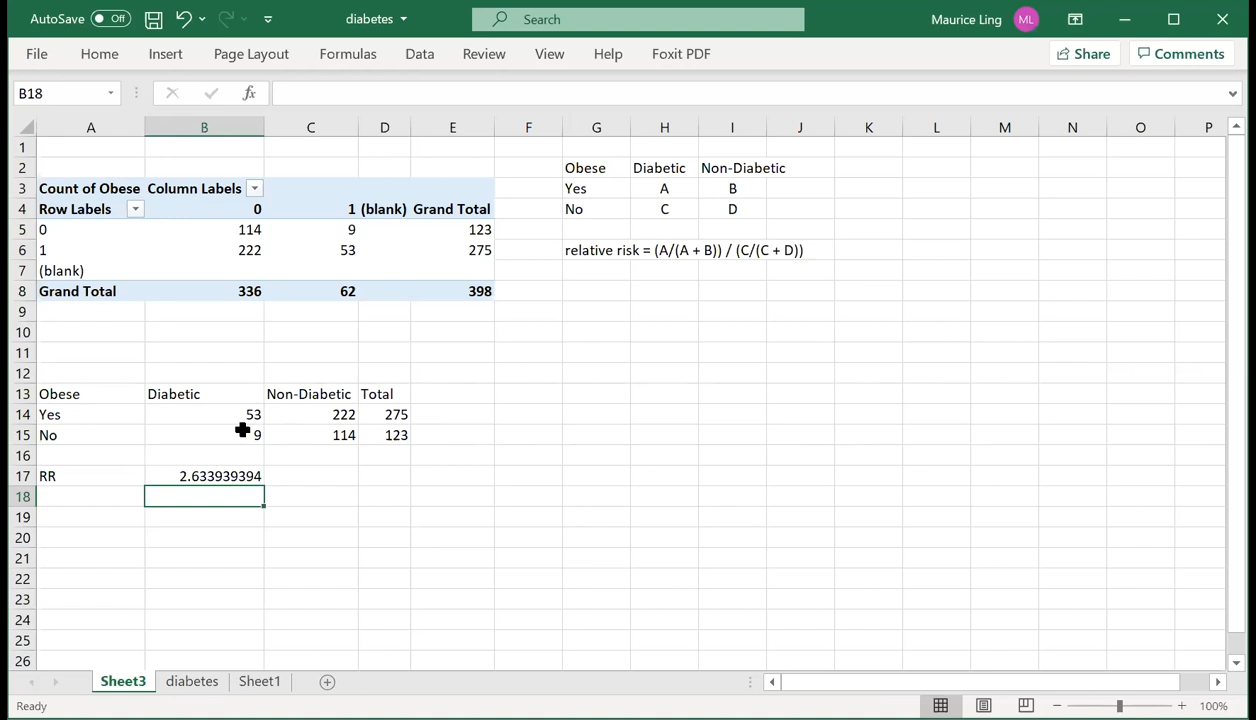 AutoSave Off diabetes Search Maurice Ling ML
File Home Insert Page Layout Formulas Data Review View Help Foxit PDF Share Comments
B18 fx
A B C D E F G H I J K L M N O P
1
2 Obese Diabetic Non-Diabetic
3 Count of Obese Column Labels Yes A B
4 Row Labels 0 1 (blank) Grand Total No C D
5 0 114 9 123
6 1 222 53 275 relative risk = (A/(A + B)) / (C/(C + D))
7 (blank)
8 Grand Total 336 62 398
9
10
11
12
13 Obese Diabetic Non-Diabetic Total
14 Yes 53 222 275
15 No 9 114 123
16
17 RR 2.633939394
18
19
20
21
22
23
24
25
26
Sheet3 diabetes Sheet1
Ready 100%